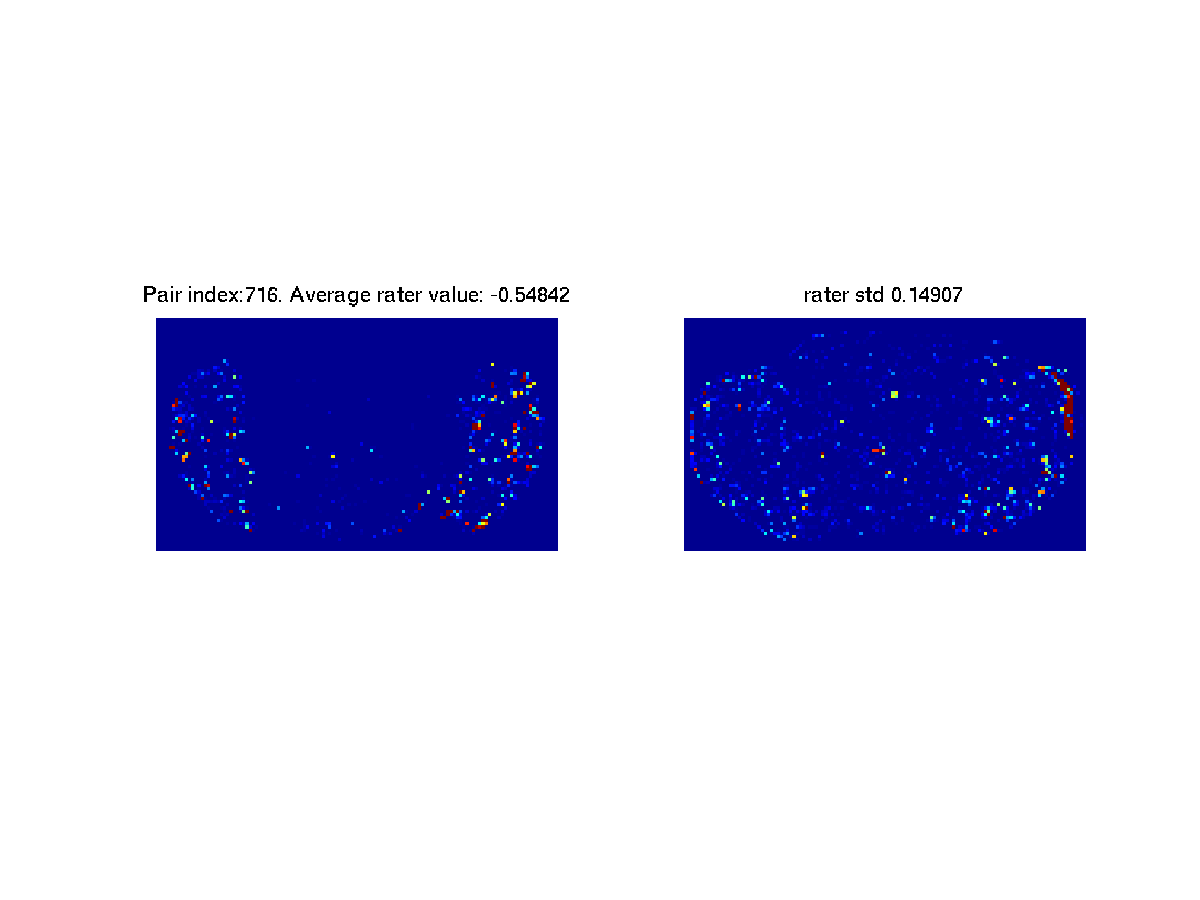 Pair index:716. Average rater value: -0.54842
rater std 0.14907